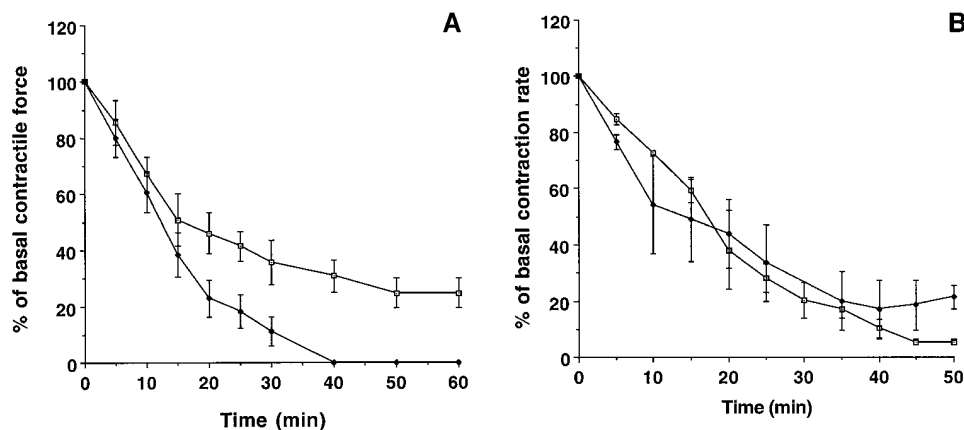 A
% of basal contractile force
120
100
80
60
40
20
0
0 10 20 30 40 50 60
Time (min)
B
% of basal contraction rate
120
100
80
60
40
20
0
0 10 20 30 40 50
Time (min)